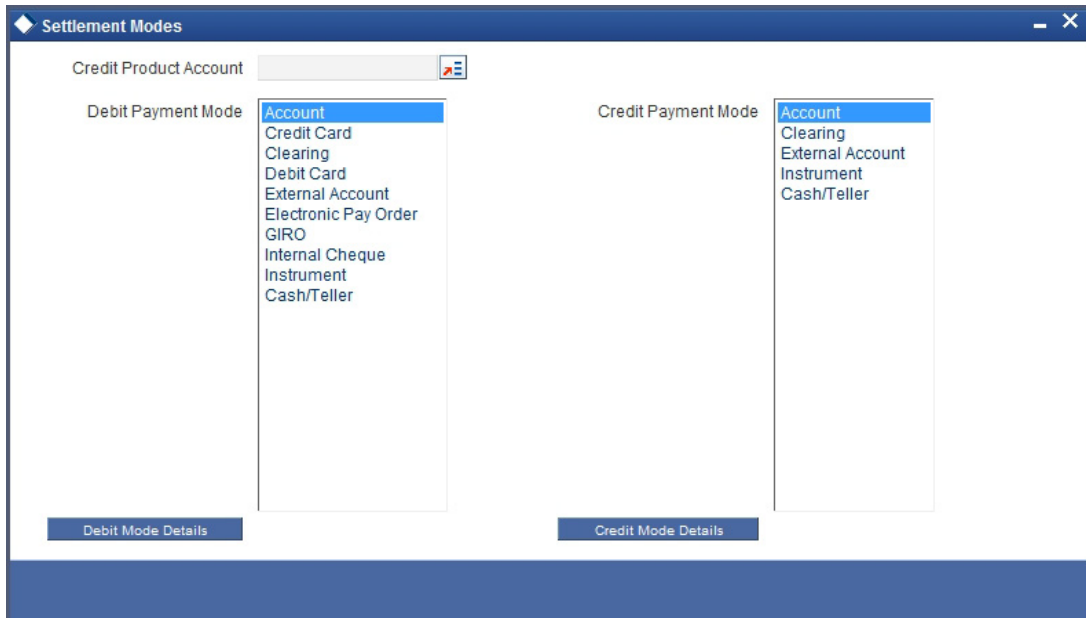 Settlement Modes
Credit Product Account
Debit Payment Mode
Account
Credit Card
Clearing
Debit Card
External Account
Electronic Pay Order
GIRO
Internal Cheque
Instrument
Cash/Teller
Credit Payment Mode
Account
Clearing
External Account
Instrument
Cash/Teller
Debit Mode Details
Credit Mode Details